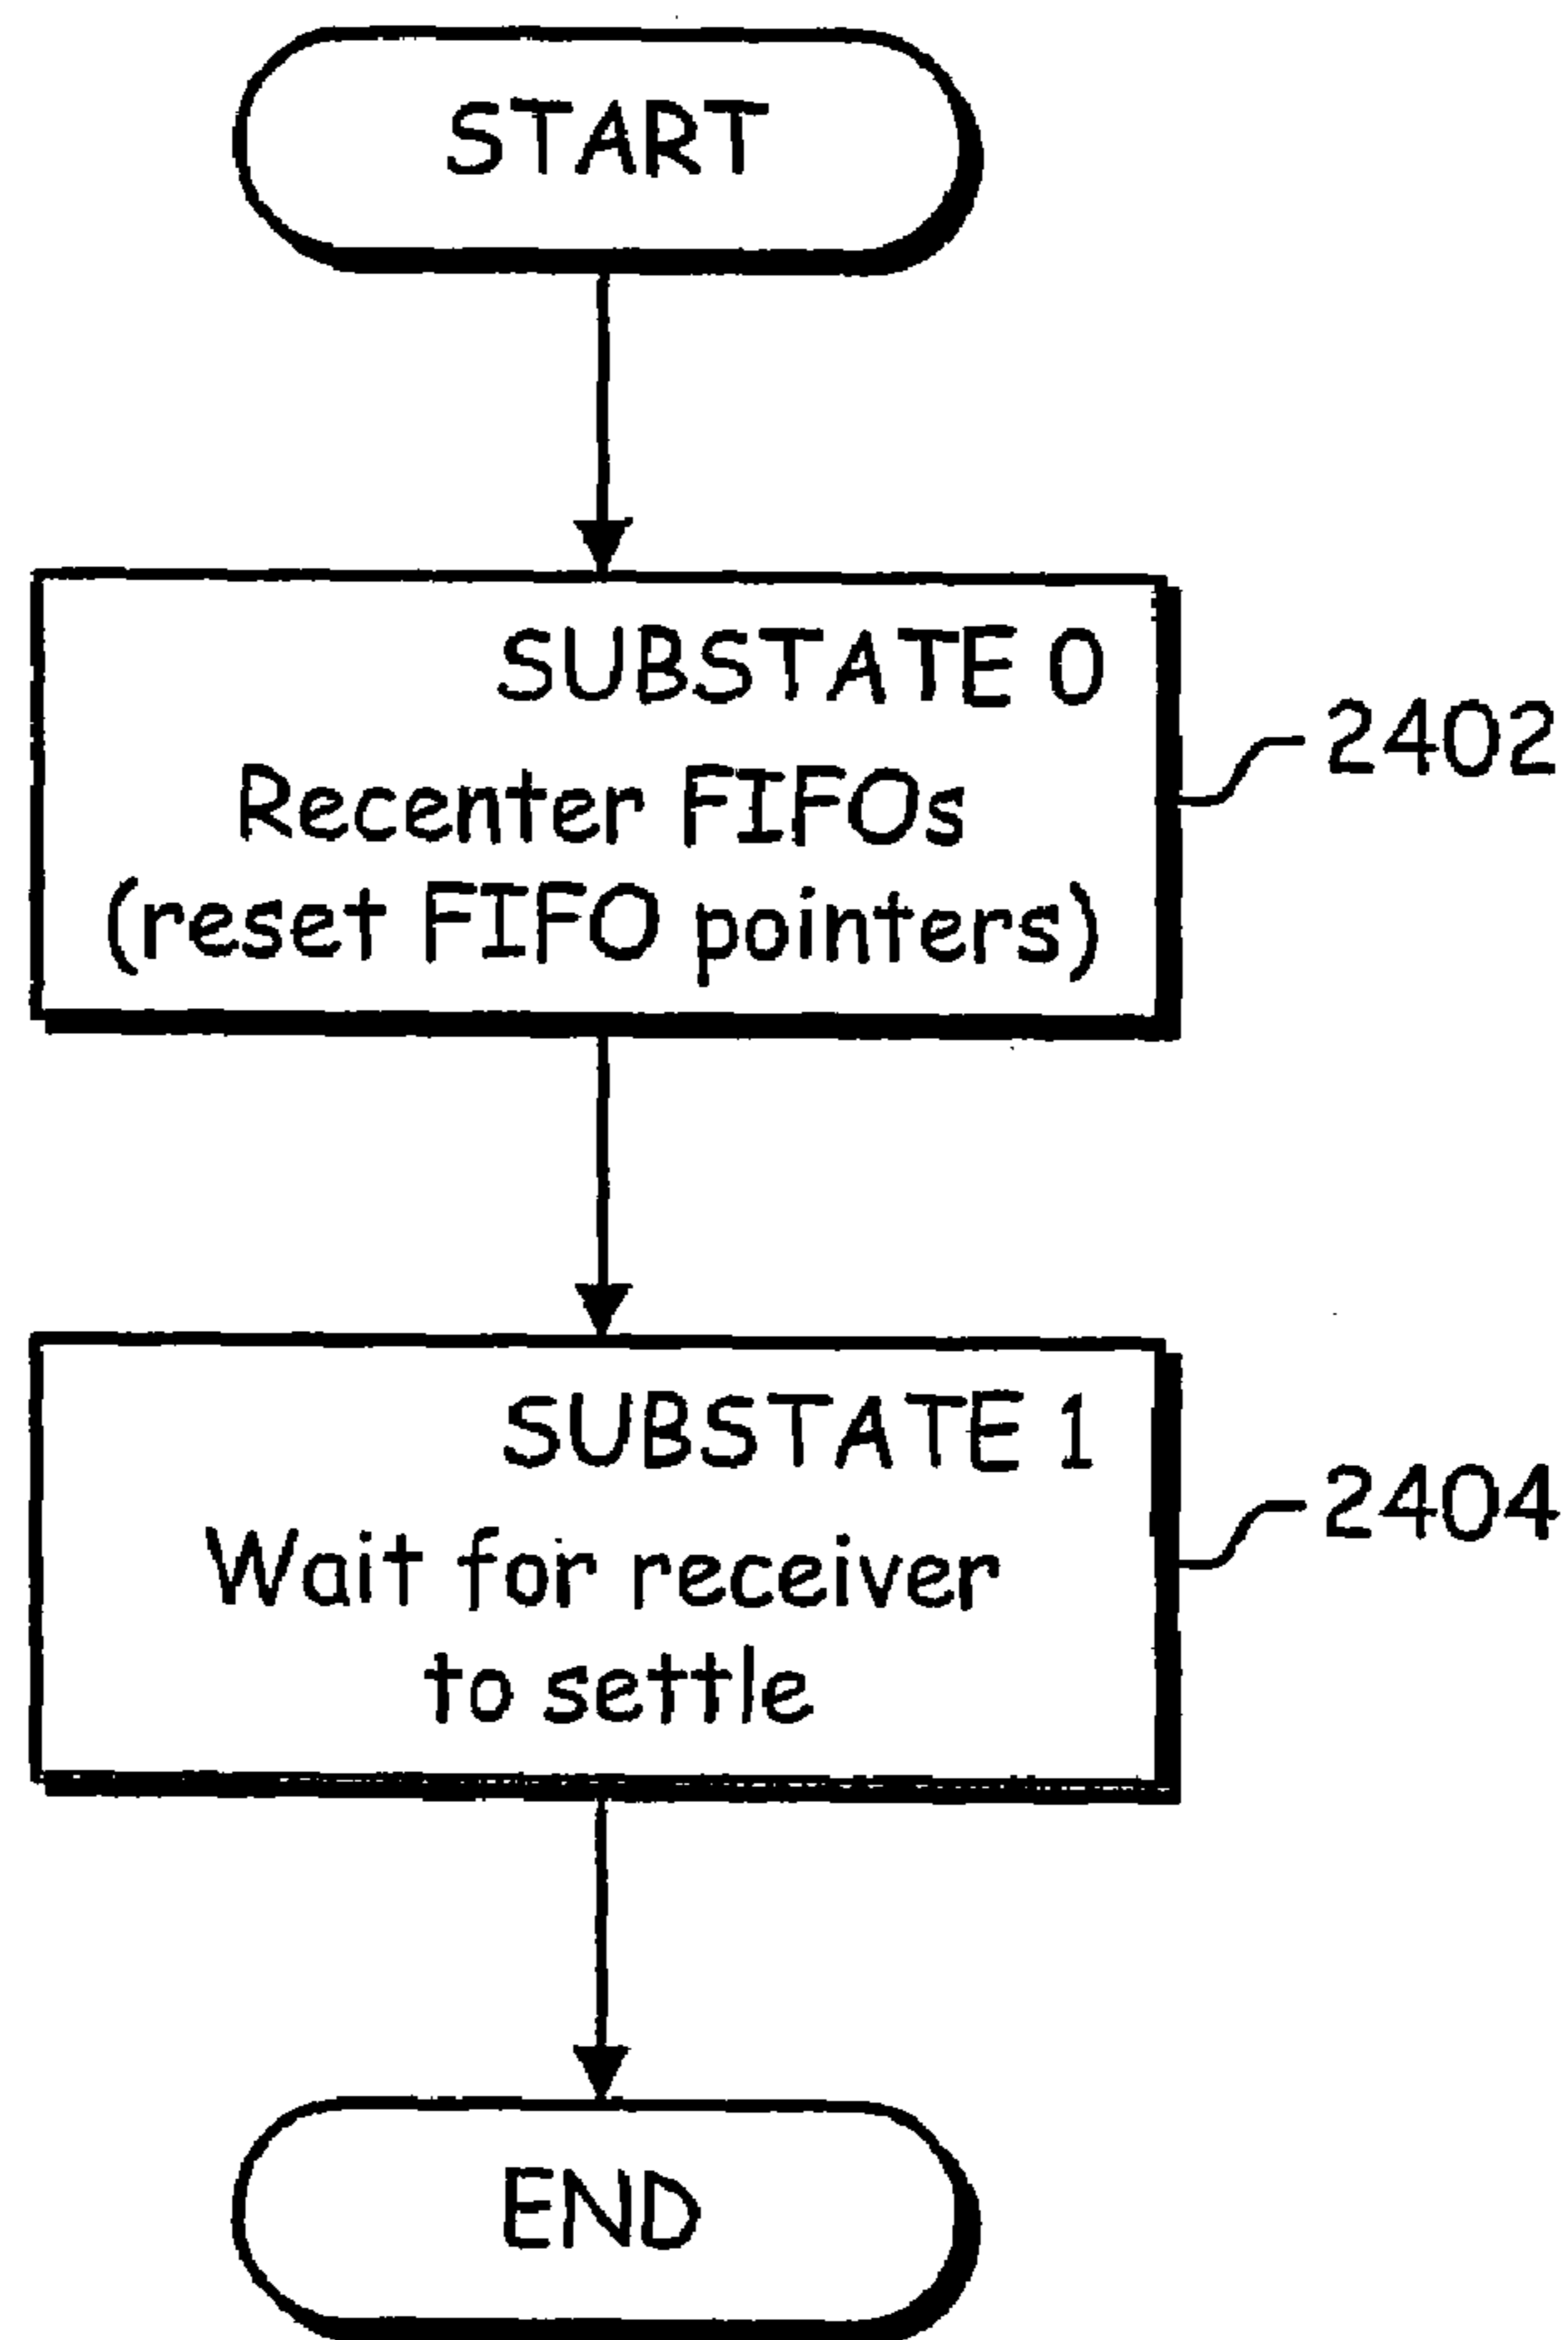 START
SUBSTATE 0
2402
Recenter FIFOs
(reset FIFO pointers)
SUBSTATE 1
2404
Wait for receiver
to settle
END